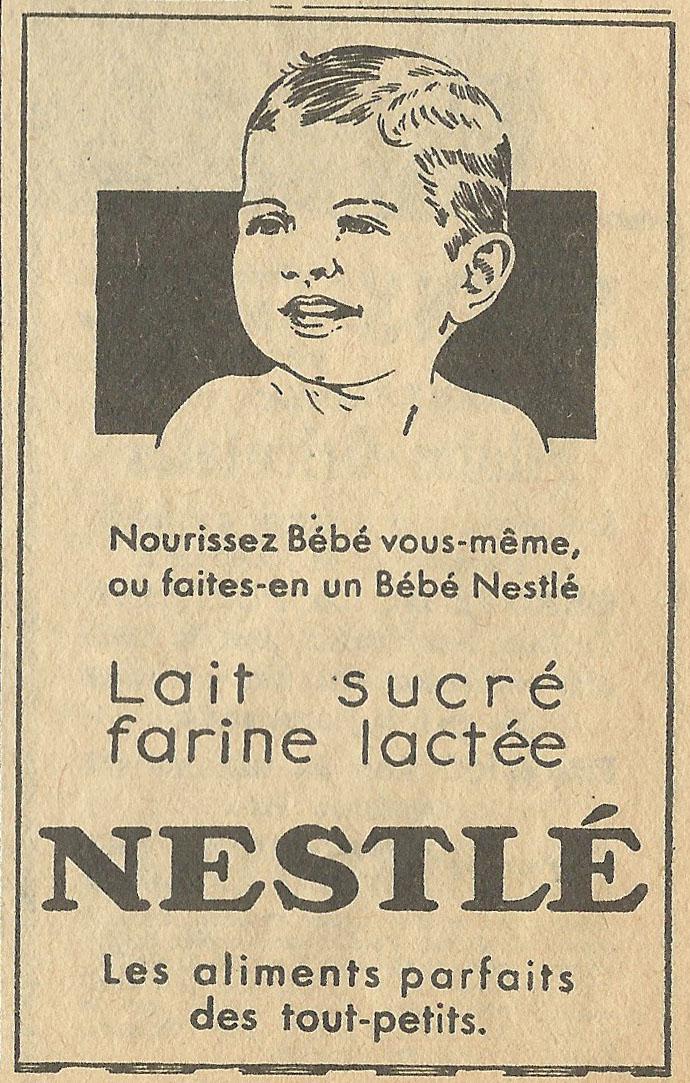 Nourissez Bébé vous-même,
ou faites-en un Bébé Nestlé
Lait sucré
farine lactée
NESTLÉ
Les aliments parfaits
des tout-petits.